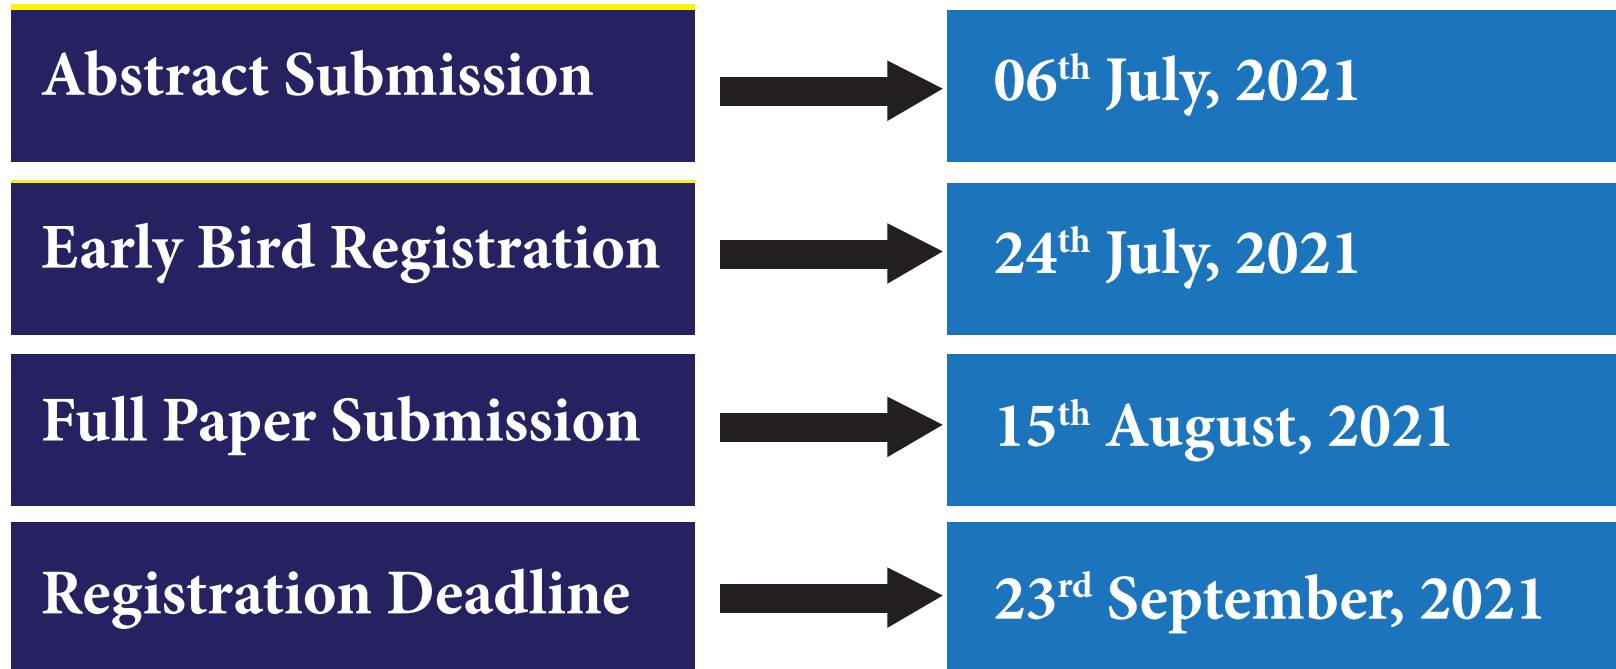 Abstract Submission 06th July, 2021
Early Bird Registration 24th July, 2021
Full Paper Submission 15th August, 2021
Registration Deadline 23rd September, 2021